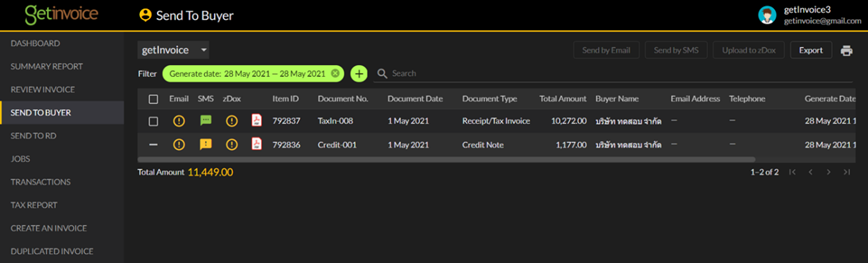 getinvoice
Send To Buyer
getInvoice3
getinvoice@gmail.com
DASHBOARD
SUMMARY REPORT
REVIEW INVOICE
SEND TO BUYER
SEND TO RD
JOBS
TRANSACTIONS
TAX REPORT
CREATE AN INVOICE
DUPLICATED INVOICE
getInvoice
Send by Email Send by SMS Upload to zDox Export
Filter Generate date: 28 May 2021 — 28 May 2021 Search
Email SMS zDox Item ID Document No. Document Date Document Type Total Amount Buyer Name Email Address Telephone Generate Date
792837 TaxIn-008 1 May 2021 Receipt/Tax Invoice 10,272.00 บริษัท ทดสอบ จำกัด — — 28 May 2021 1
792836 Credit-001 1 May 2021 Credit Note 1,177.00 บริษัท ทดสอบ จำกัด — — 28 May 2021 1
Total Amount 11,449.00 1–2 of 2